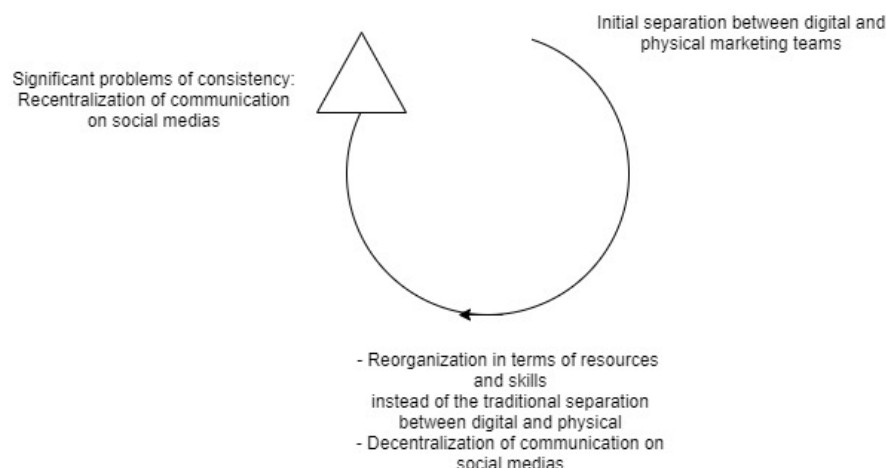 Initial separation between digital and
physical marketing teams
Significant problems of consistency:
Recentralization of communication
on social medias
- Reorganization in terms of resources
and skills
instead of the traditional separation
between digital and physical
- Decentralization of communication on
social medias